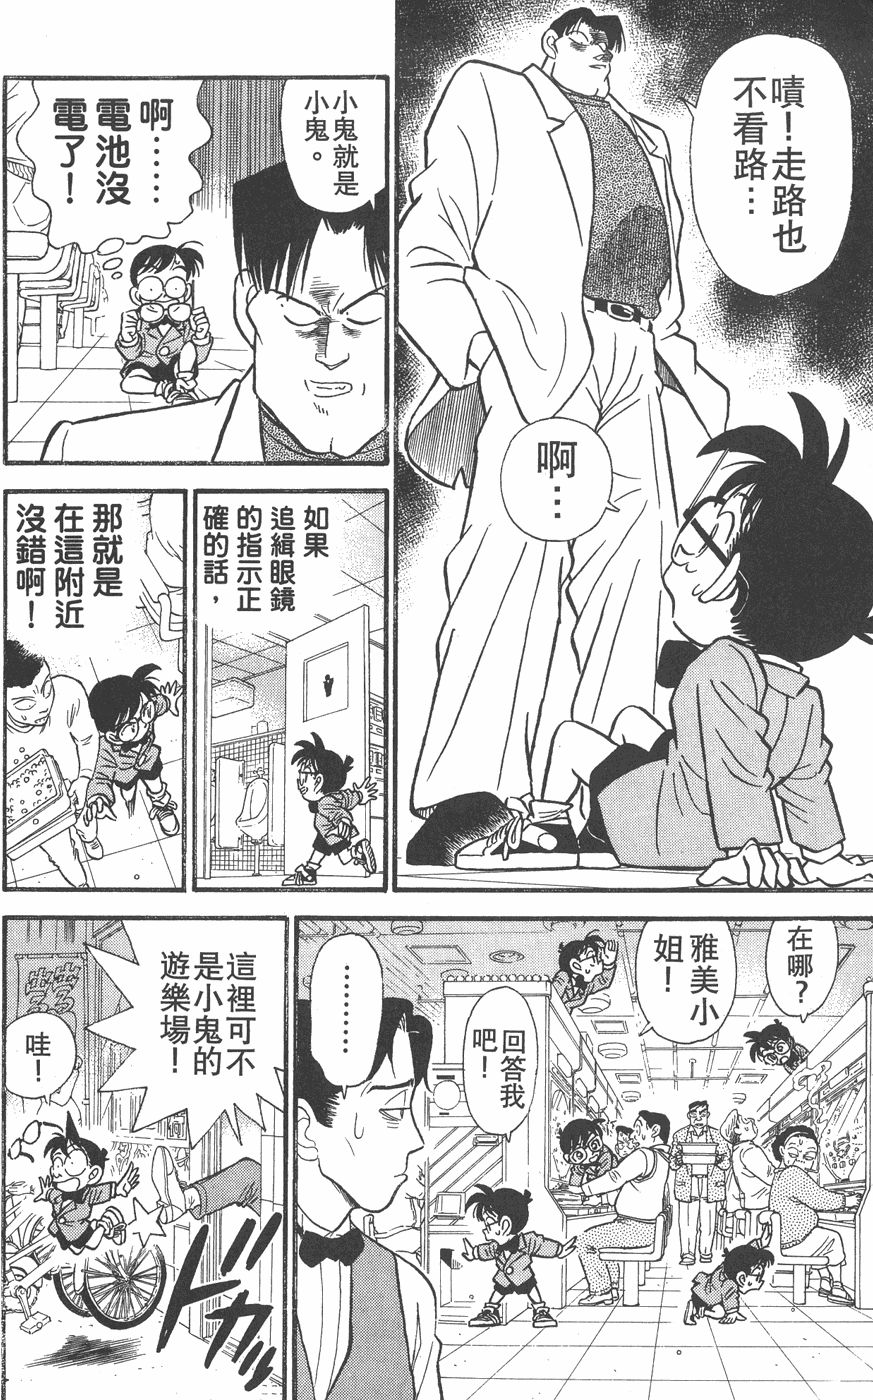 嘖！走路也
不看路…
啊…
小鬼就是
小鬼。
啊……
電池沒
電了！
如果
追緝眼鏡
的指示正
確的話，
那就是
在這附近
沒錯啊！
在哪？
雅美小
姐！
回答我
吧！
………
這裡可不
是小鬼的
遊樂場！
哇！
ドカッ